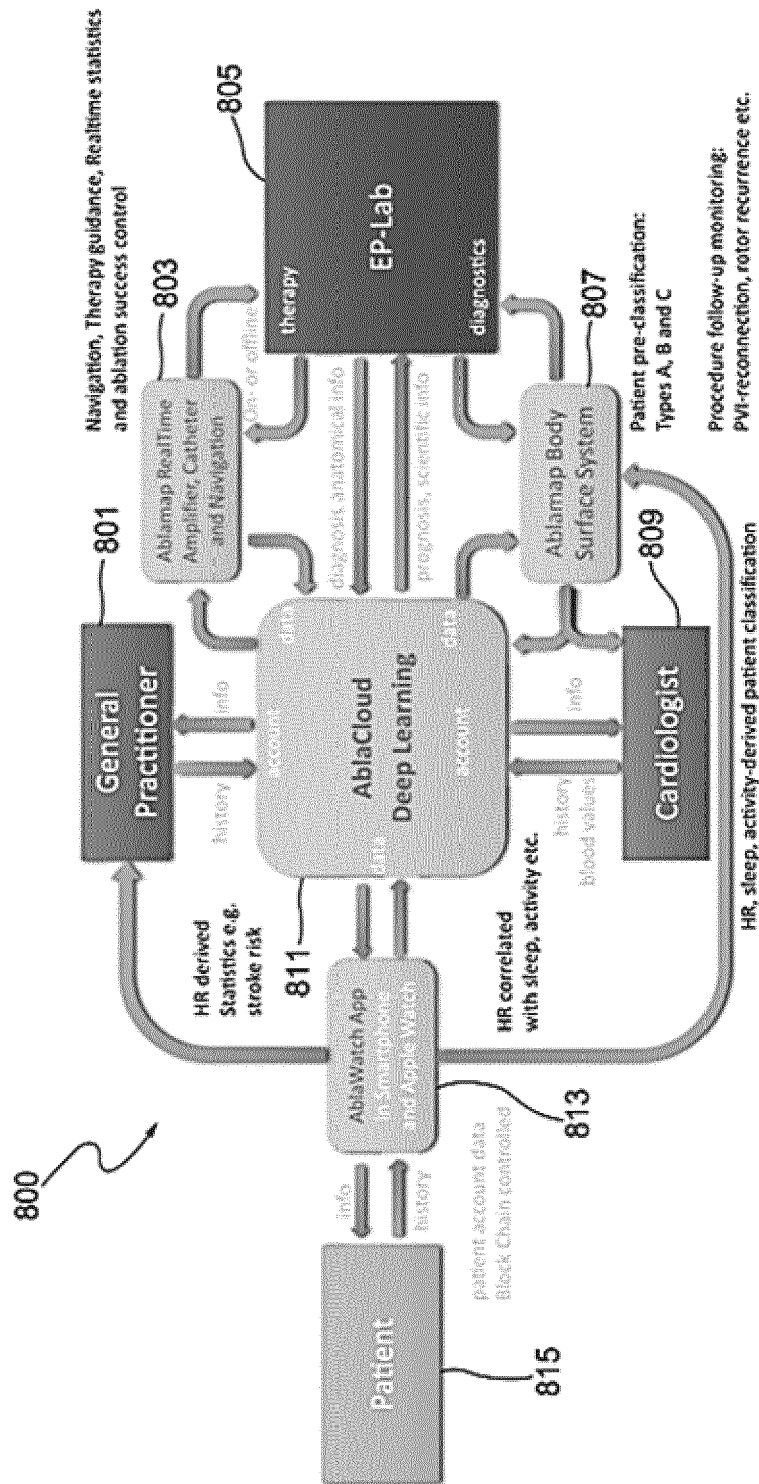 800
Patient
815
info
history
patient account data
Block Chain controlled
AblaWatch App
in Smartphone
and Apple Watch
813
HR derived
Statistics e.g.
stroke risk
811
HR correlated
with sleep, activity etc.
General
Practitioner
801
history
info
account
data
AblaCloud
Deep Learning
data
data
account
history
blood values
info
Cardiologist
809
HR, sleep, activity-derived patient classification
Ablamap RealTime
Amplifier, Catheter
and Navigation
803
Navigation, Therapy guidance, Realtime statistics
and ablation success control
On- or offline
diagnosis, anatomical info
prognosis, scientific info
therapy
EP-Lab
diagnostics
805
Ablamap Body
Surface System
807
Patient pre-classification:
Types A, B and C
Procedure follow-up monitoring:
PVI-reconnection, rotor recurrence etc.